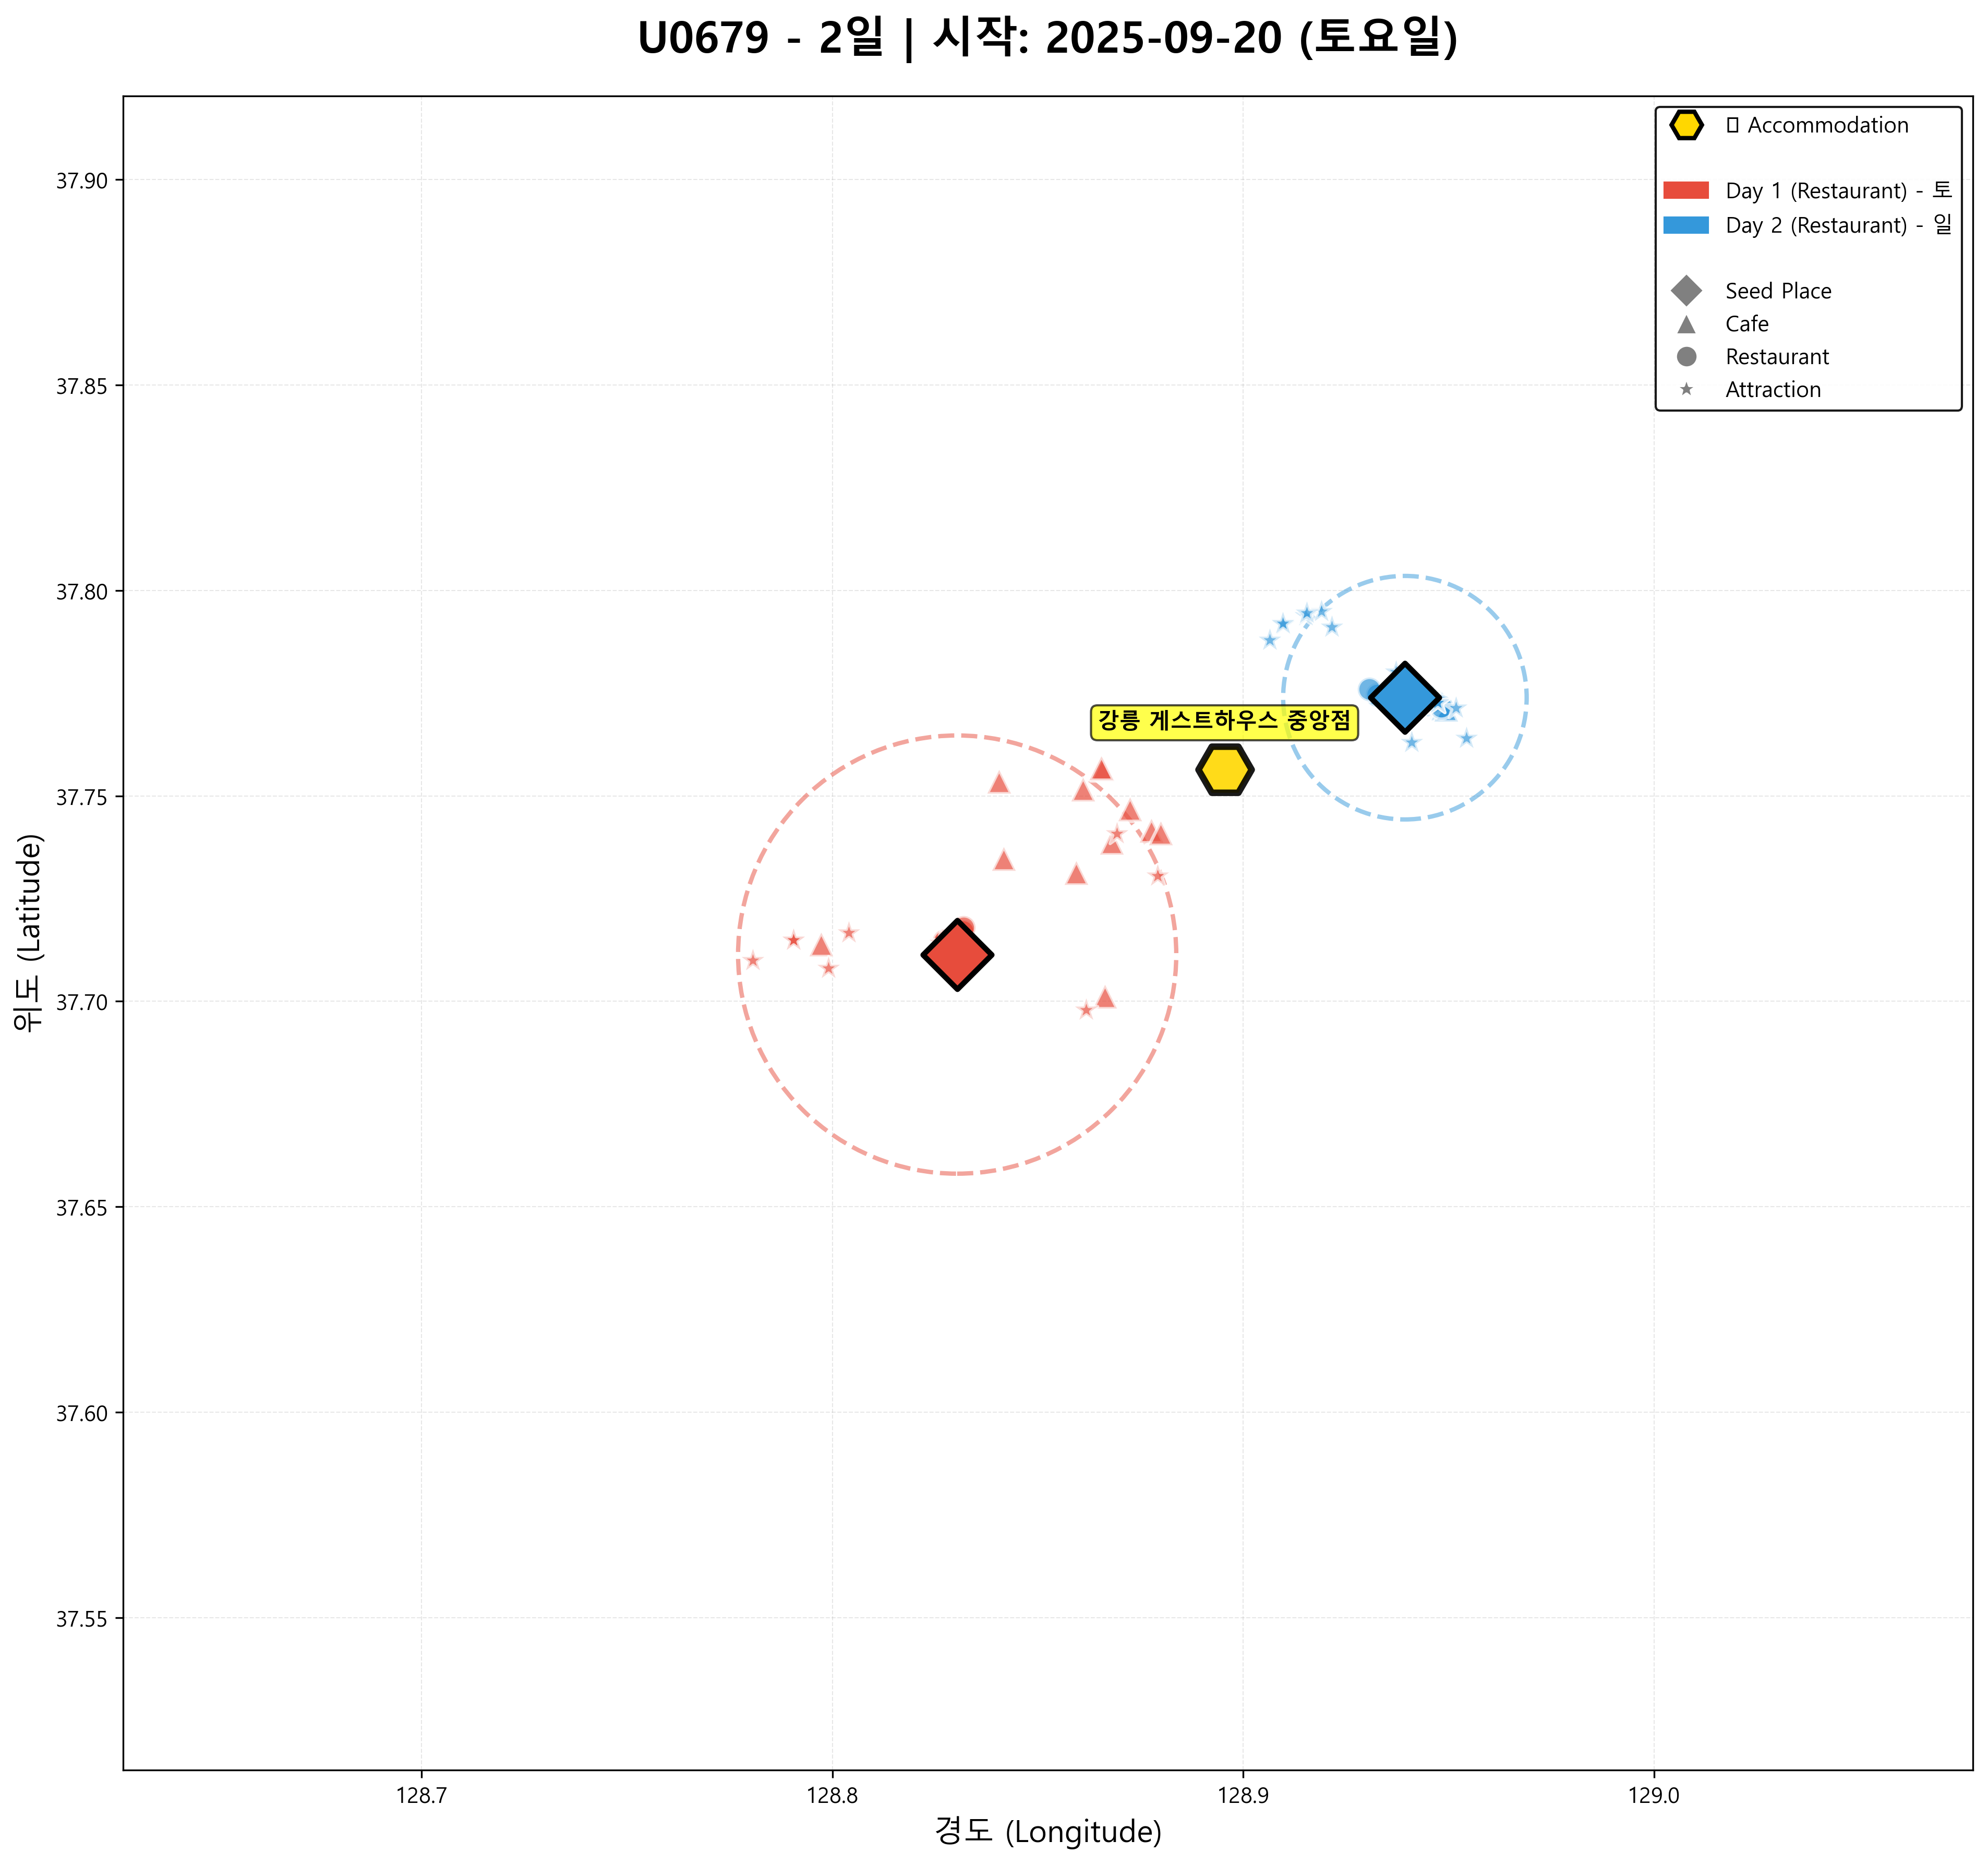 U0679 - 2일 | 시작: 2025-09-20 (토요일)
Accommodation
Day 1 (Restaurant) - 토
Day 2 (Restaurant) - 일
Seed Place
Cafe
Restaurant
Attraction
37.90
37.85
37.80
37.75
37.70
37.65
37.60
37.55
위도 (Latitude)
강릉 게스트하우스 중앙점
128.7
128.8
128.9
129.0
경도 (Longitude)